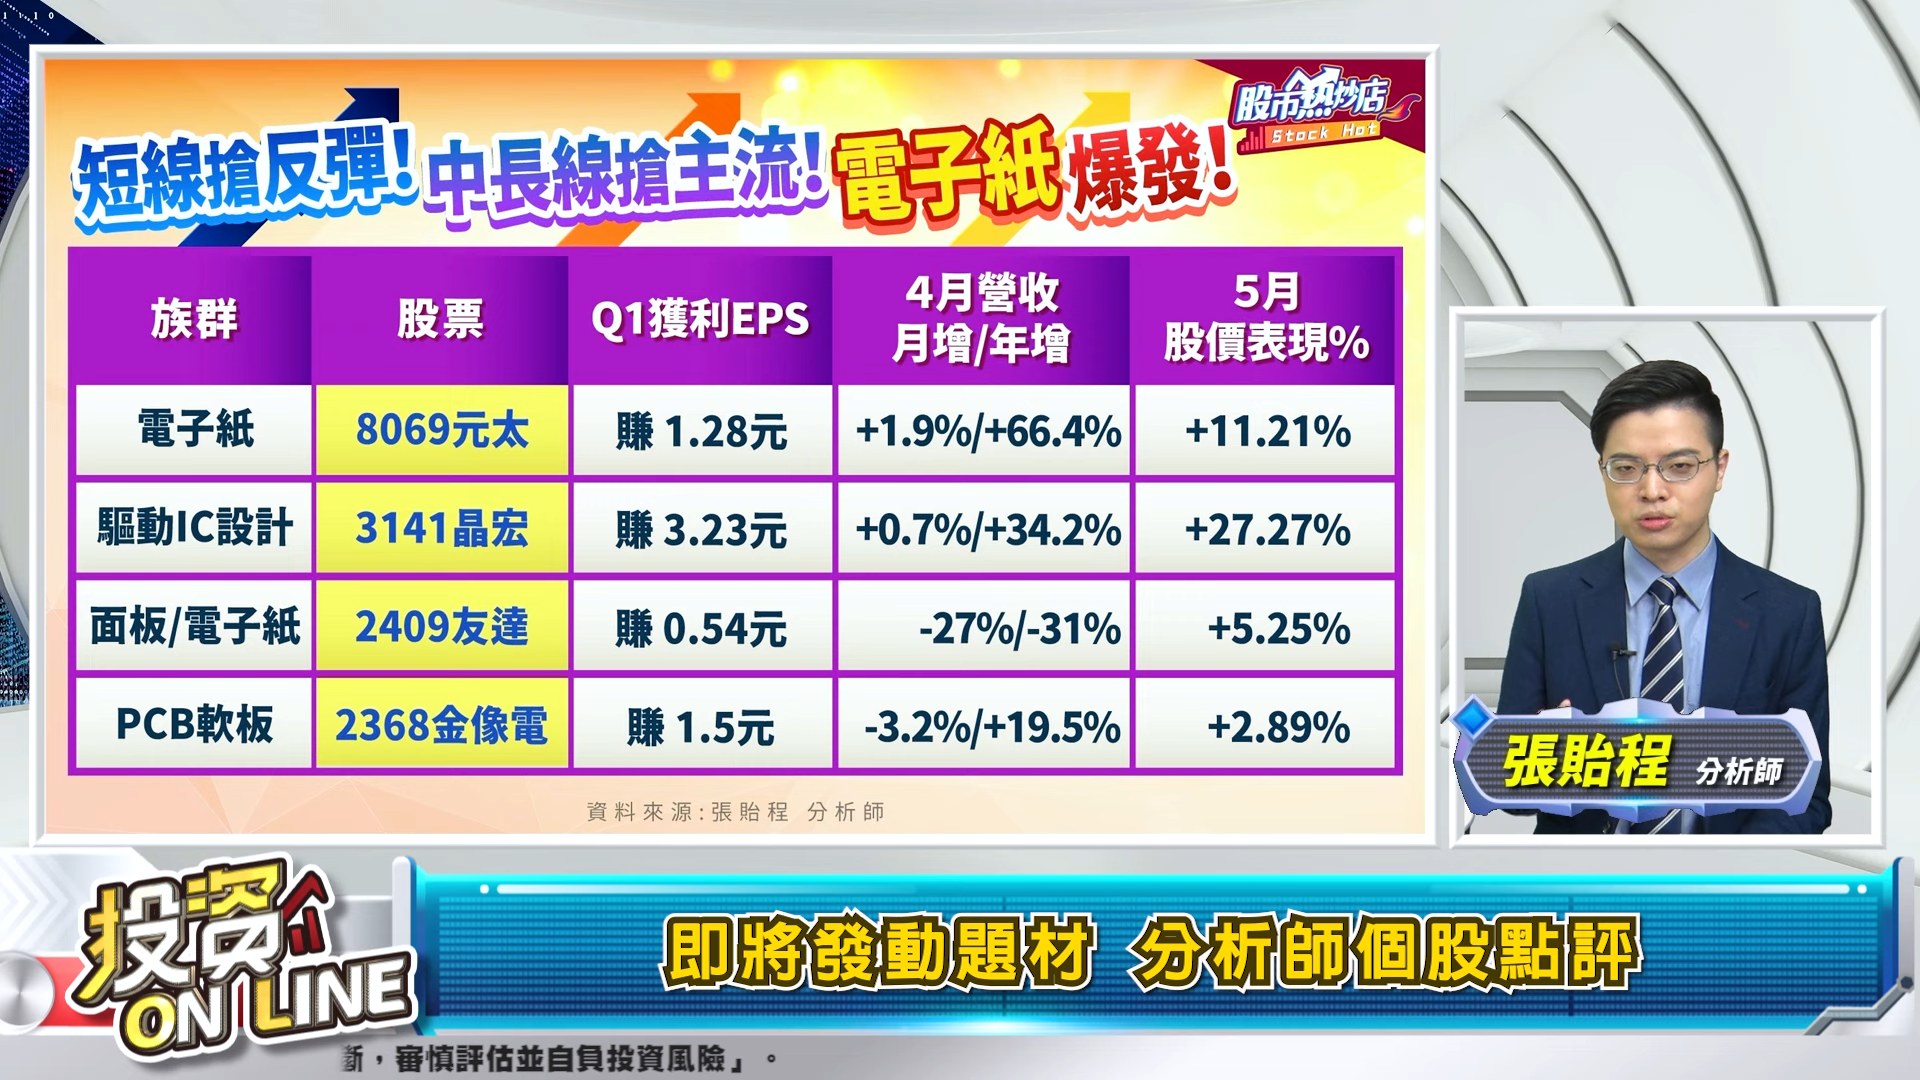 股市熱炒店
Stock Hot
短線搶反彈! 中長線搶主流! 電子紙 爆發!
族群 股票 Q1獲利EPS 4月營收 月增/年增 5月 股價表現%
電子紙 8069元太 賺 1.28元 +1.9%/+66.4% +11.21%
驅動IC設計 3141晶宏 賺 3.23元 +0.7%/+34.2% +27.27%
面板/電子紙 2409友達 賺 0.54元 -27%/-31% +5.25%
PCB軟板 2368金像電 賺 1.5元 -3.2%/+19.5% +2.89%
資料來源:張貽程 分析師
張貽程 分析師
投資
ON LINE
即將發動題材 分析師個股點評
斷，審慎評估並自負投資風險」。